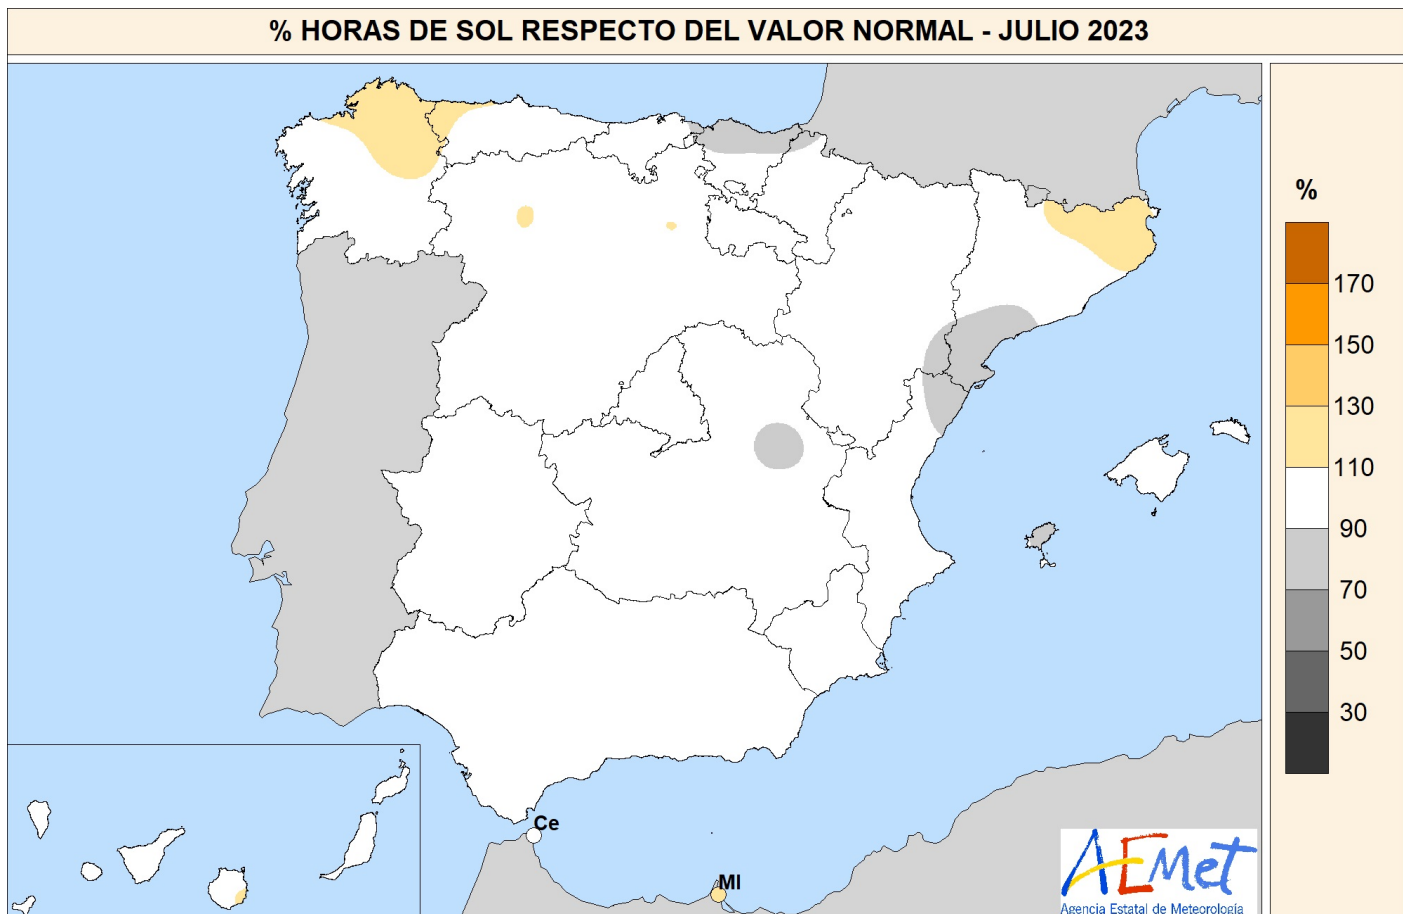 % HORAS DE SOL RESPECTO DEL VALOR NORMAL - JULIO 2023
%
170
150
130
110
90
70
50
30
Ce
Ml
AEMet
Agencia Estatal de Meteorología